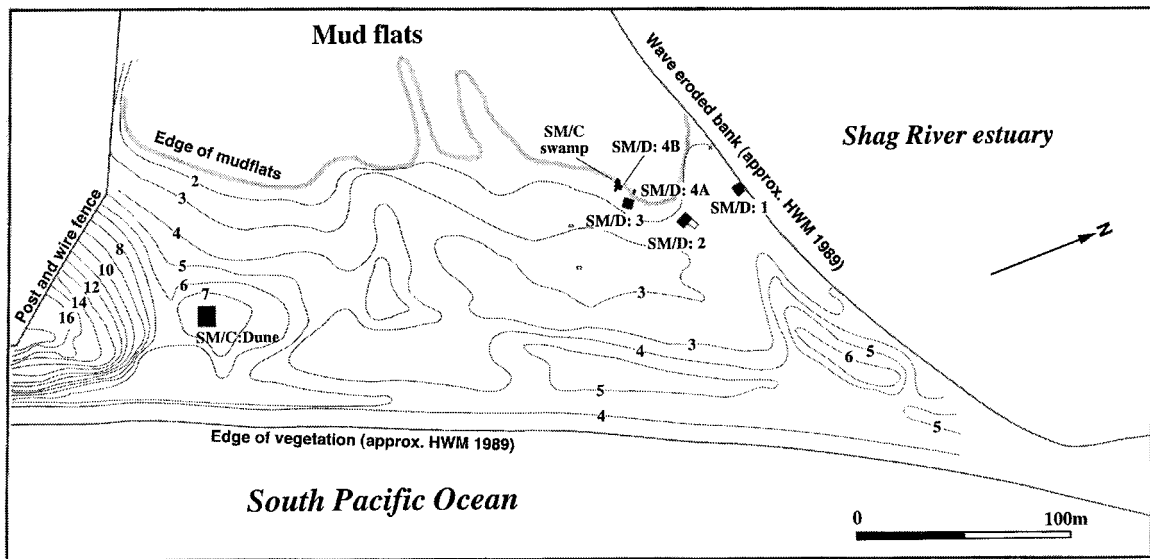 Mud flats
Wave eroded bank (approx. HWM 1989)
Shag River estuary
SM/C
swamp
SM/D: 4B
Edge of mudflats
SM/D: 4A
SM/D: 3
SM/D: 1
SM/D: 2
N
Post and wire fence
2
3
4
5
6
7
8
10
12
14
16
SM/C:Dune
3
3
4
5
4
6
5
5
Edge of vegetation (approx. HWM 1989)
South Pacific Ocean
0
100m